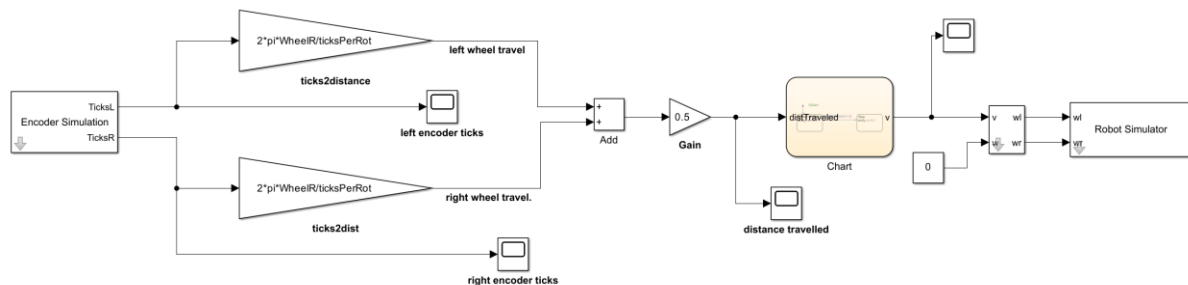 2*pi*WheelR/ticksPerRot
left wheel travel
ticks2distance
TicksL
Encoder Simulation
TicksR
left encoder ticks
+
+
Add
0.5
Gain
distTraveled
v
Chart
v
wl
w
wr
wl
Robot Simulator
wr
0
2*pi*WheelR/ticksPerRot
right wheel travel.
ticks2dist
distance travelled
right encoder ticks